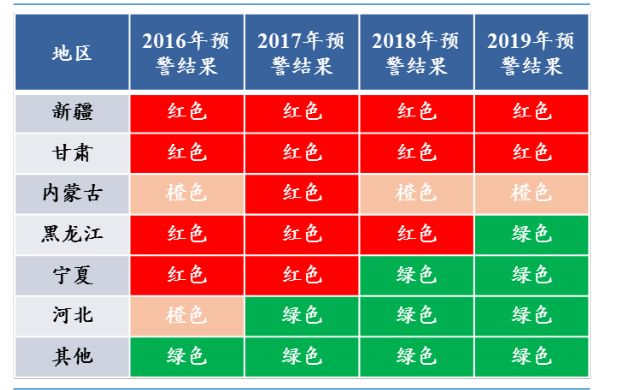 地区 2016年预警结果 2017年预警结果 2018年预警结果 2019年预警结果
新疆 红色 红色 红色 红色
甘肃 红色 红色 红色 红色
内蒙古 橙色 红色 橙色 橙色
黑龙江 红色 红色 红色 绿色
宁夏 红色 红色 绿色 绿色
河北 橙色 绿色 绿色 绿色
其他 绿色 绿色 绿色 绿色